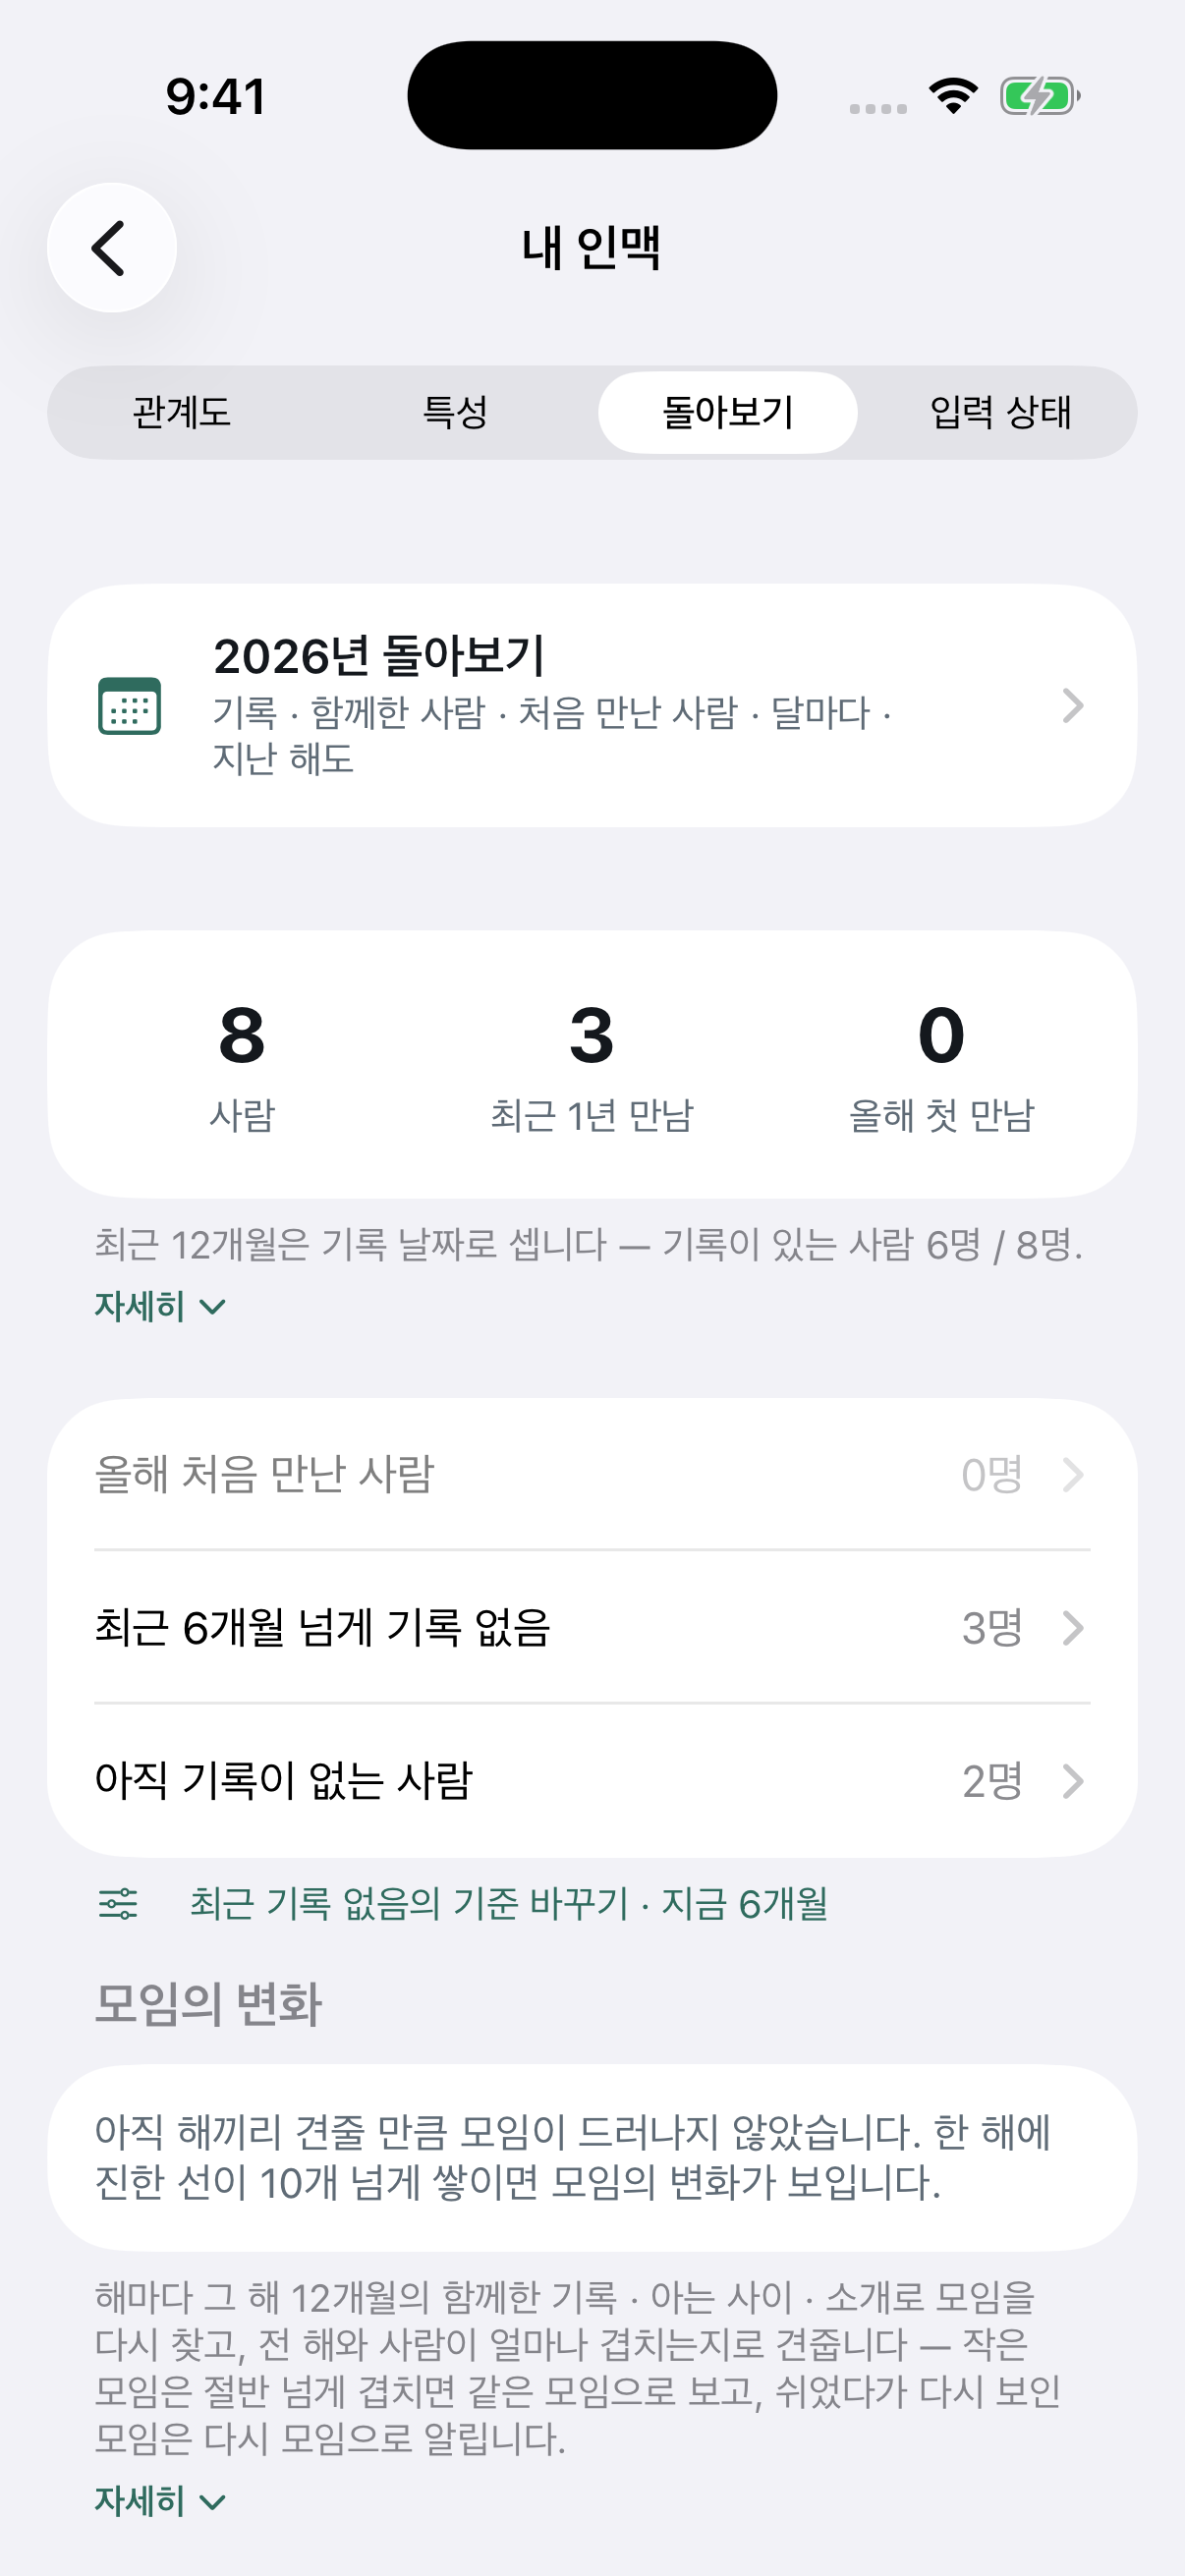 9:41
내 인맥
관계도 특성 돌아보기 입력 상태
2026년 돌아보기
기록 · 함께한 사람 · 처음 만난 사람 · 달마다 ·
지난 해도
8 3 0
사람 최근 1년 만남 올해 첫 만남
최근 12개월은 기록 날짜로 셉니다 — 기록이 있는 사람 6명 / 8명.
자세히
올해 처음 만난 사람 0명
최근 6개월 넘게 기록 없음 3명
아직 기록이 없는 사람 2명
최근 기록 없음의 기준 바꾸기 · 지금 6개월
모임의 변화
아직 해끼리 견줄 만큼 모임이 드러나지 않았습니다. 한 해에
진한 선이 10개 넘게 쌓이면 모임의 변화가 보입니다.
해마다 그 해 12개월의 함께한 기록 · 아는 사이 · 소개로 모임을
다시 찾고, 전 해와 사람이 얼마나 겹치는지로 견줍니다 — 작은
모임은 절반 넘게 겹치면 같은 모임으로 보고, 쉬었다가 다시 보인
모임은 다시 모임으로 알립니다.
자세히